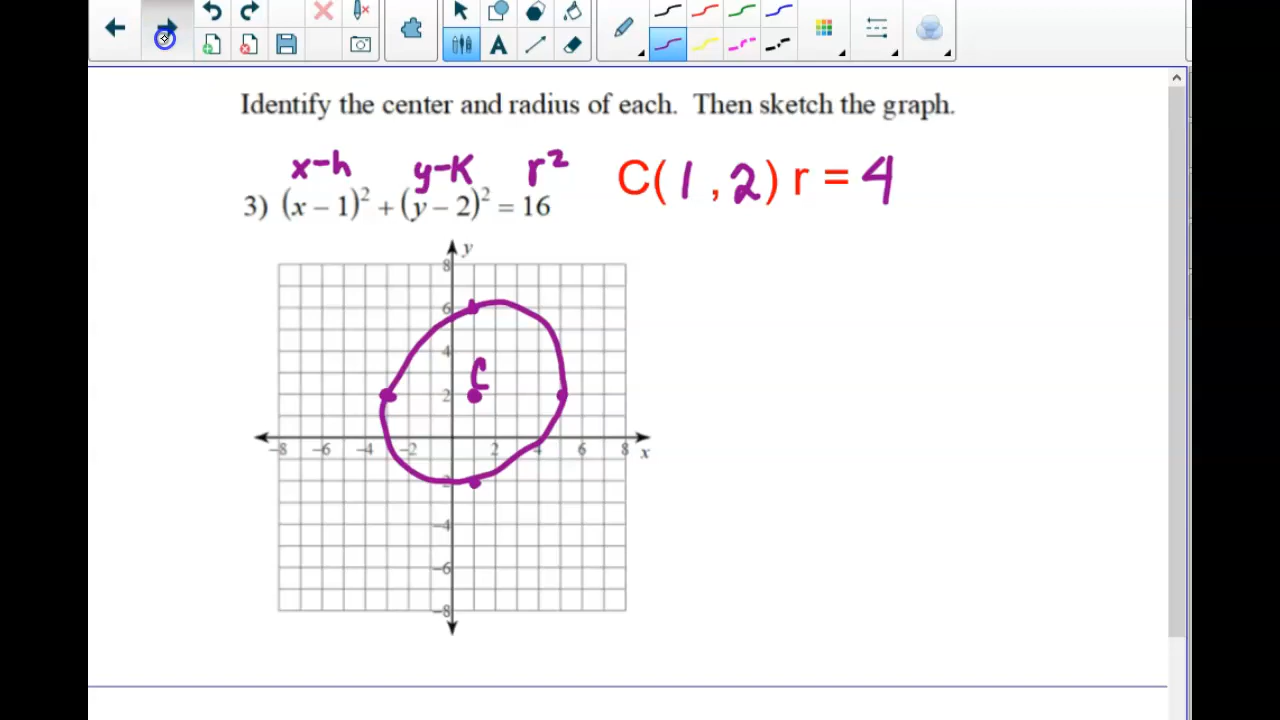 Identify the center and radius of each. Then sketch the graph.
x-h y-k r²
C(1,2) r = 4
3) (x – 1)² + (y – 2)² = 16
y
8
6
4
C
2
-8 -6 -4 -2 2 4 6 8 x
-2
-4
-6
-8